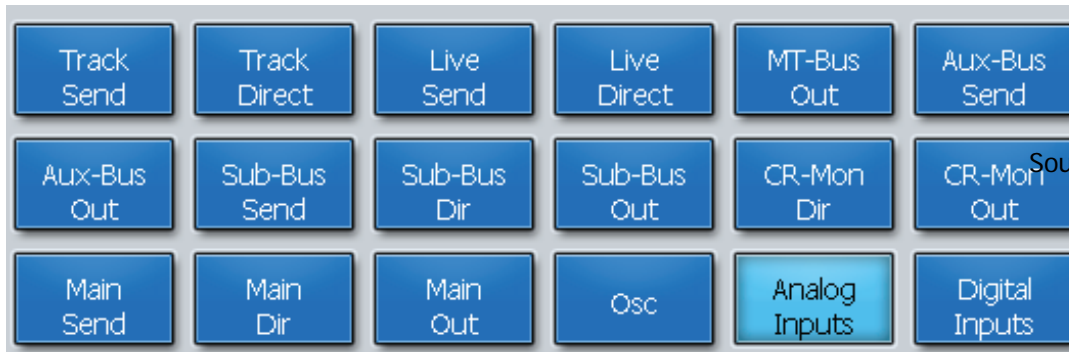 Track Track Live Live MT-Bus Aux-Bus
Send Direct Send Direct Out Send
Aux-Bus Sub-Bus Sub-Bus Sub-Bus CR-Mon CR-Mon Sou
Out Send Dir Out Dir Out
Main Main Main Osc Analog Digital
Send Dir Out Inputs Inputs